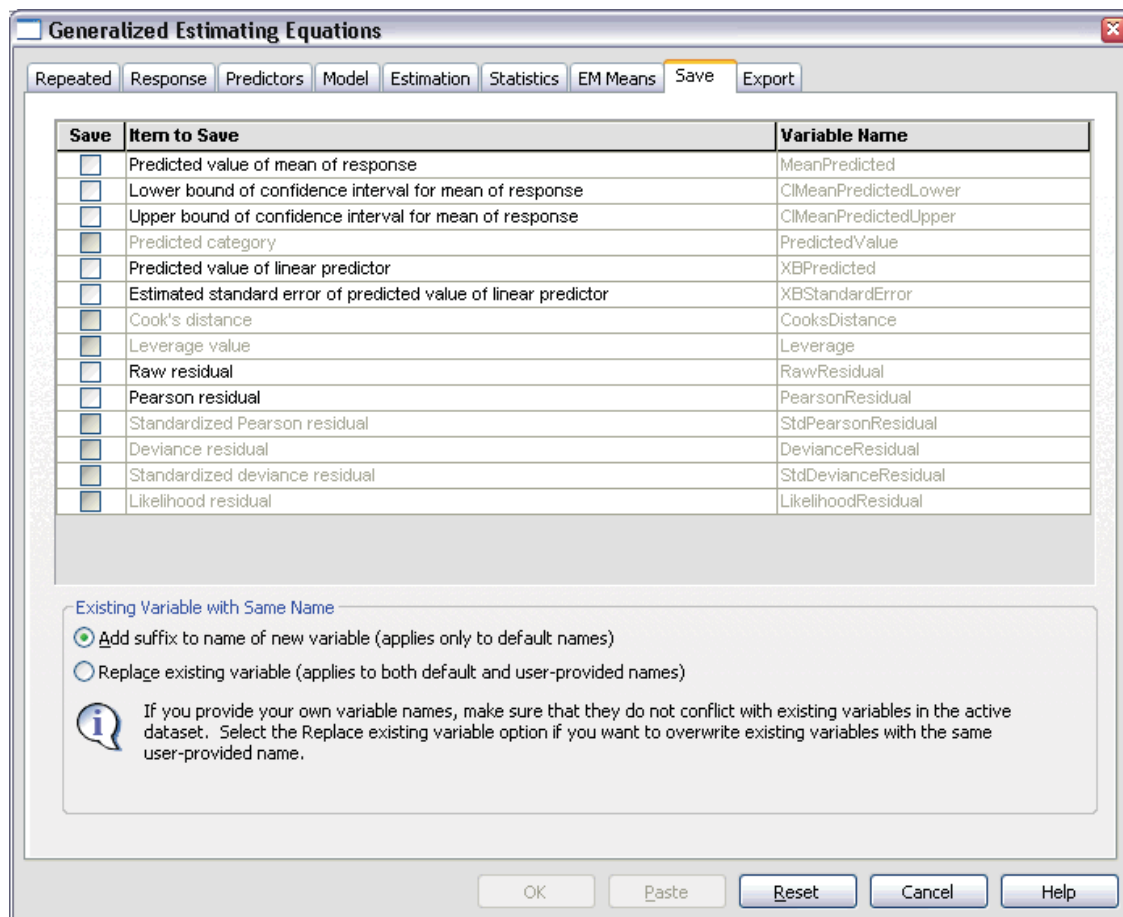 Generalized Estimating Equations
Repeated Response Predictors Model Estimation Statistics EM Means Save Export
Save Item to Save Variable Name
Predicted value of mean of response MeanPredicted
Lower bound of confidence interval for mean of response CIMeanPredictedLower
Upper bound of confidence interval for mean of response CIMeanPredictedUpper
Predicted category PredictedValue
Predicted value of linear predictor XBPredicted
Estimated standard error of predicted value of linear predictor XBStandardError
Cook's distance CooksDistance
Leverage value Leverage
Raw residual RawResidual
Pearson residual PearsonResidual
Standardized Pearson residual StdPearsonResidual
Deviance residual DevianceResidual
Standardized deviance residual StdDevianceResidual
Likelihood residual LikelihoodResidual
Existing Variable with Same Name
Add suffix to name of new variable (applies only to default names)
Replace existing variable (applies to both default and user-provided names)
If you provide your own variable names, make sure that they do not conflict with existing variables in the active
dataset. Select the Replace existing variable option if you want to overwrite existing variables with the same
user-provided name.
OK Paste Reset Cancel Help